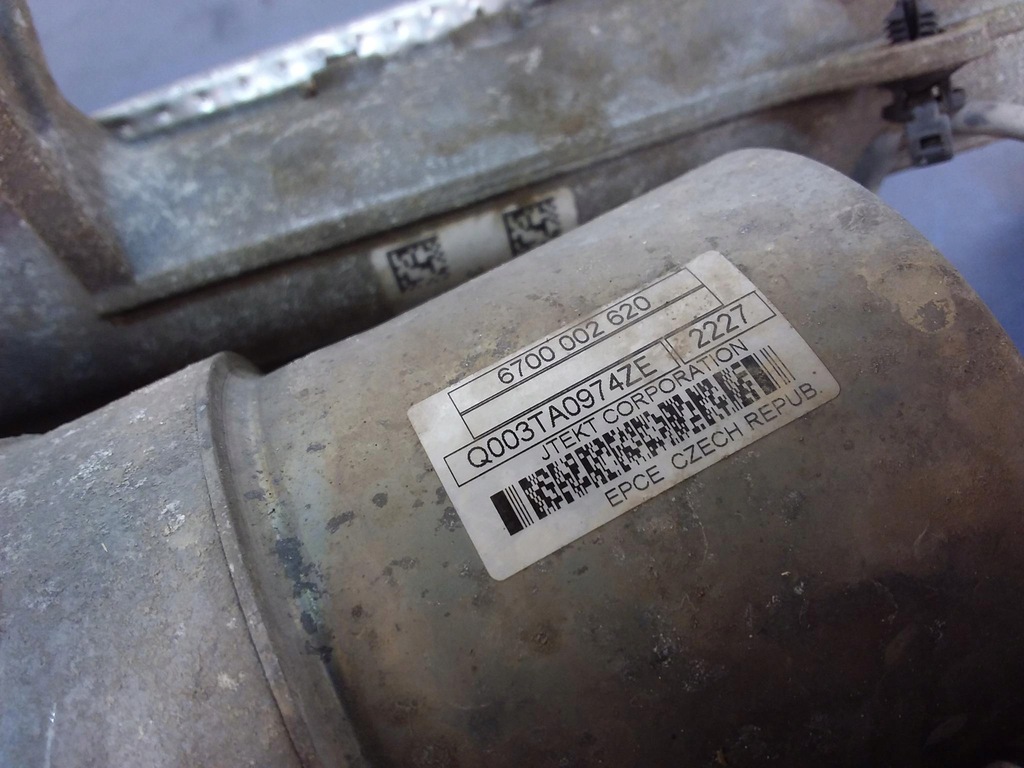 6700 002 620
Q003TA0974ZE 2227
JTEKT CORPORATION
EPCE CZECH REPUB.